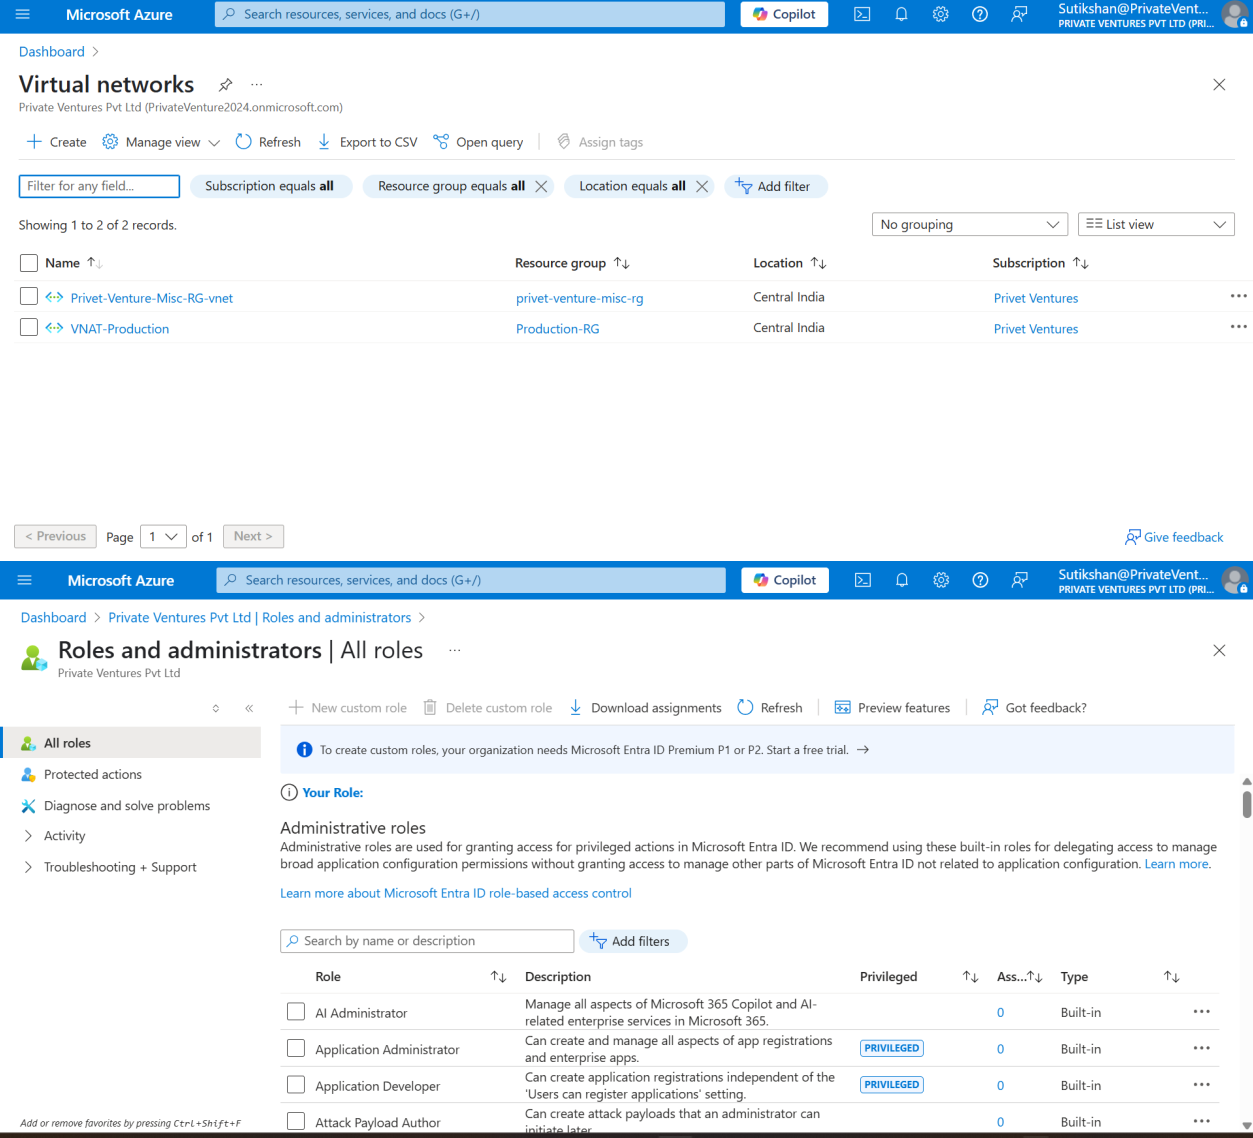 Microsoft Azure
Search resources, services, and docs (G+/)
Copilot
Sutikshan@PrivateVent...
PRIVATE VENTURES PVT LTD (PRI...
Dashboard >
Virtual networks
...
Private Ventures Pvt Ltd (PrivateVenture2024.onmicrosoft.com)
Create Manage view Refresh Export to CSV Open query Assign tags
Filter for any field... Subscription equals all Resource group equals all Location equals all Add filter
Showing 1 to 2 of 2 records.
No grouping List view
Name Resource group Location Subscription
Privet-Venture-Misc-RG-vnet privet-venture-misc-rg Central India Privet Ventures ...
VNAT-Production Production-RG Central India Privet Ventures ...
< Previous Page 1 of 1 Next > Give feedback
Microsoft Azure
Search resources, services, and docs (G+/)
Copilot
Sutikshan@PrivateVent...
PRIVATE VENTURES PVT LTD (PRI...
Dashboard > Private Ventures Pvt Ltd | Roles and administrators >
Roles and administrators | All roles ...
Private Ventures Pvt Ltd
«
New custom role Delete custom role Download assignments Refresh Preview features Got feedback?
All roles
Protected actions
Diagnose and solve problems
Activity
Troubleshooting + Support
To create custom roles, your organization needs Microsoft Entra ID Premium P1 or P2. Start a free trial. →
Your Role:
Administrative roles
Administrative roles are used for granting access for privileged actions in Microsoft Entra ID. We recommend using these built-in roles for delegating access to manage
broad application configuration permissions without granting access to manage other parts of Microsoft Entra ID not related to application configuration. Learn more.
Learn more about Microsoft Entra ID role-based access control
Search by name or description Add filters
Role Description Privileged Ass... Type
AI Administrator
Manage all aspects of Microsoft 365 Copilot and AI-
related enterprise services in Microsoft 365.
0 Built-in ...
Application Administrator
Can create and manage all aspects of app registrations
and enterprise apps.
PRIVILEGED 0 Built-in ...
Application Developer
Can create application registrations independent of the
'Users can register applications' setting.
PRIVILEGED 0 Built-in ...
Attack Payload Author
Can create attack payloads that an administrator can
initiate later.
0 Built-in ...
Add or remove favorites by pressing Ctrl+Shift+F